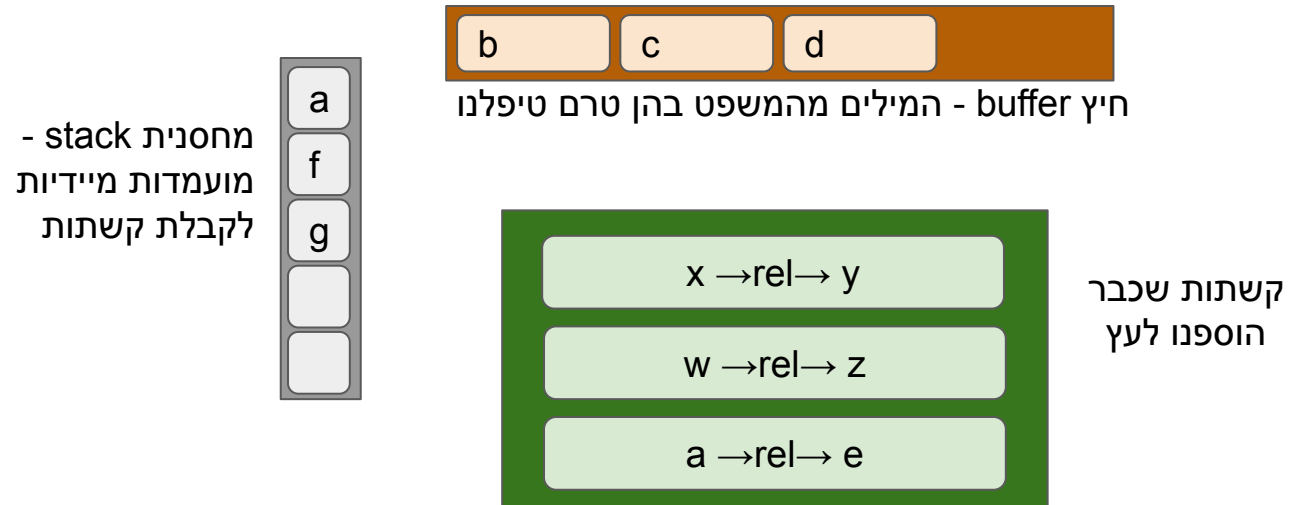 b c d
חיץ buffer - המילים מהמשפט בהן טרם טיפלנו
מחסנית stack -
מועמדות מיידיות
לקבלת קשתות
a
f
g
x →rel→ y
w →rel→ z
a →rel→ e
קשתות שכבר
הוספנו לעץ